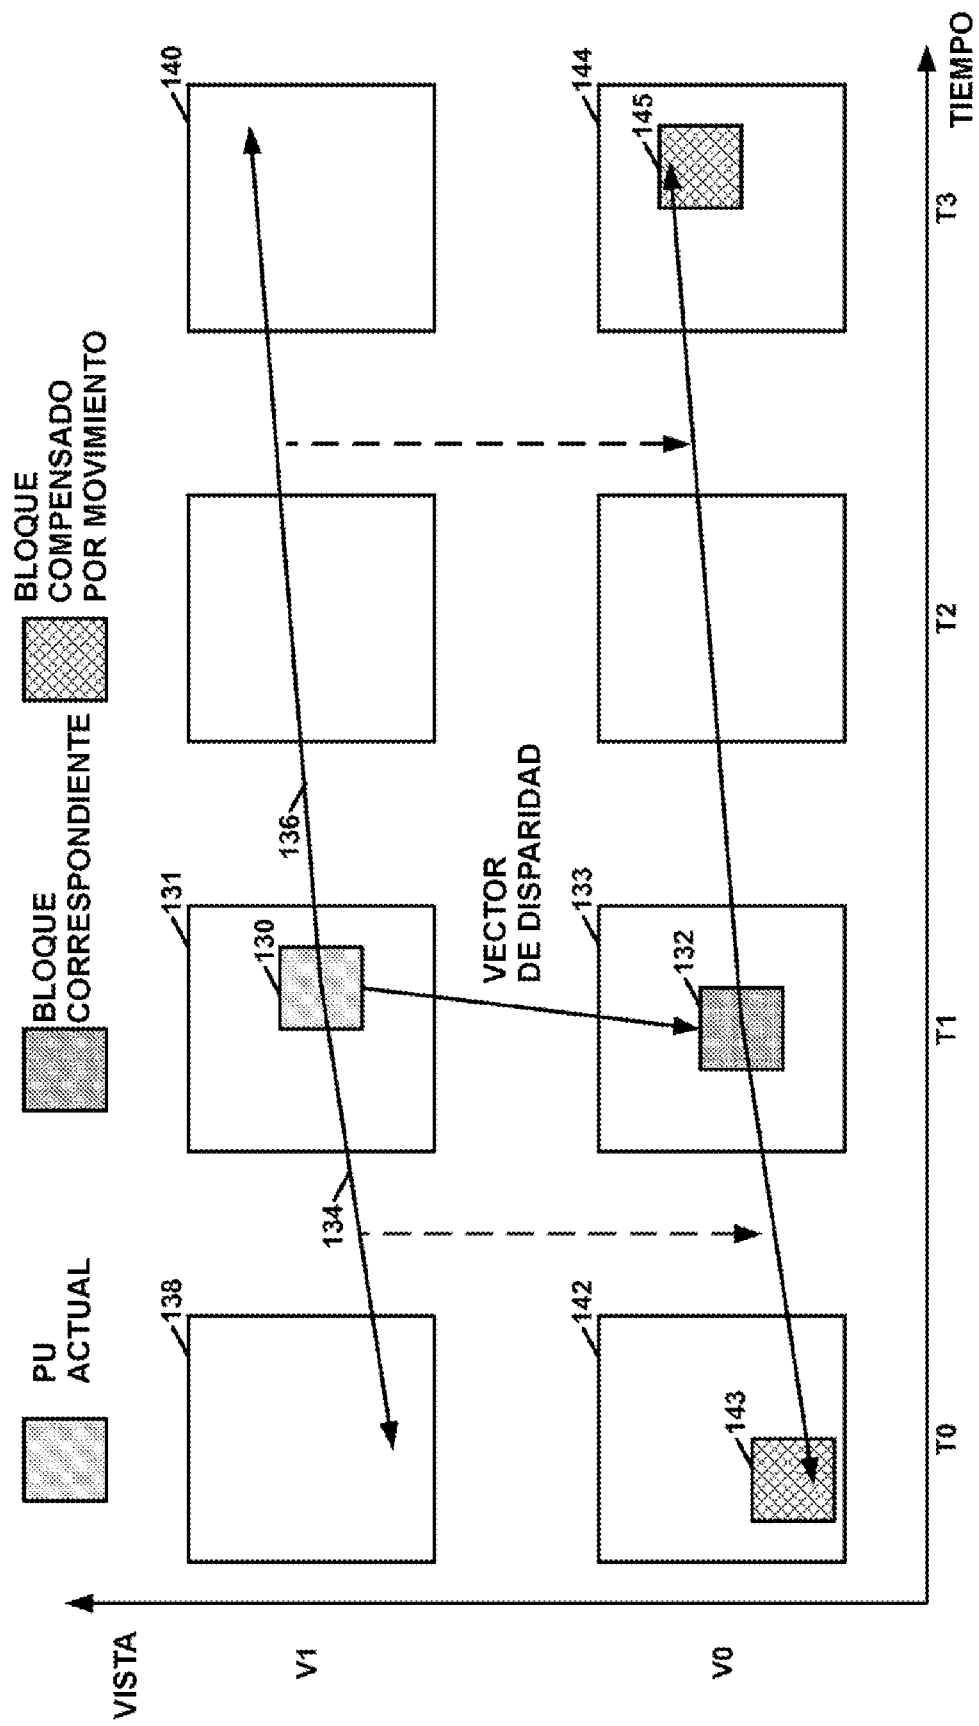 PU
ACTUAL
BLOQUE
CORRESPONDIENTE
BLOQUE
COMPENSADO
POR MOVIMIENTO
VISTA
V1
138
134
131
130
136
140
VECTOR
DE DISPARIDAD
V0
142
143
133
132
144
145
T0
T1
T2
T3
TIEMPO